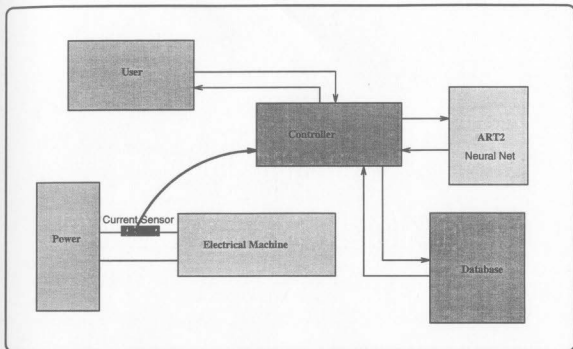 User
Controller
ART2
Neural Net
Current Sensor
Power
Electrical Machine
Database